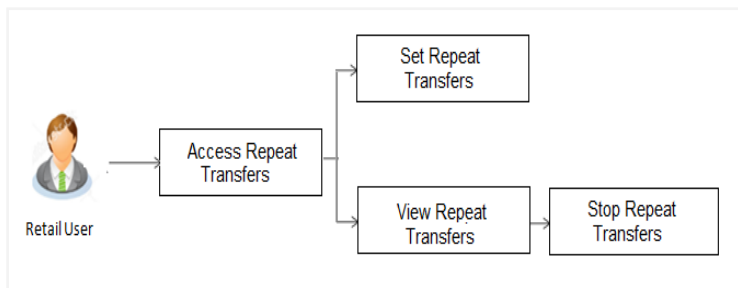 Set Repeat
Transfers
Access Repeat
Transfers
Retail User
View Repeat
Transfers
Stop Repeat
Transfers